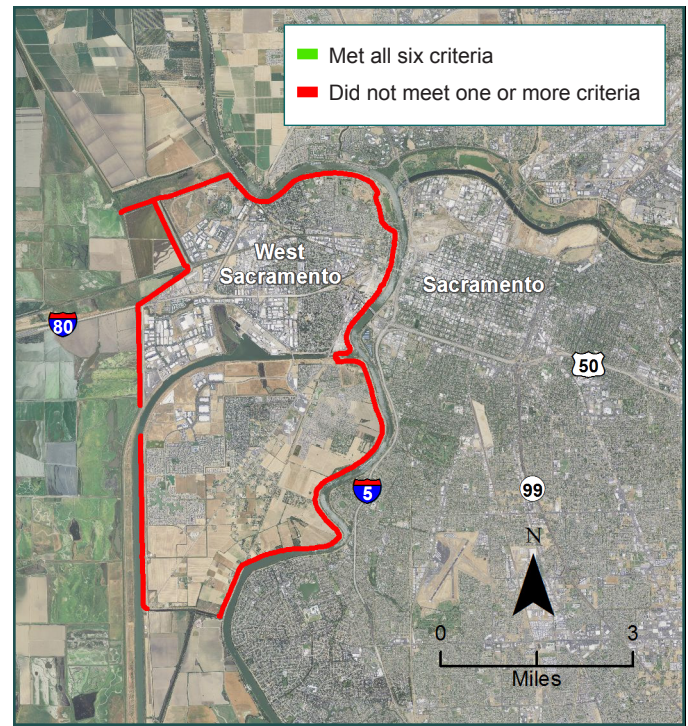 Met all six criteria
Did not meet one or more criteria
West
Sacramento
Sacramento
80
50
5
99
N
0 3
Miles